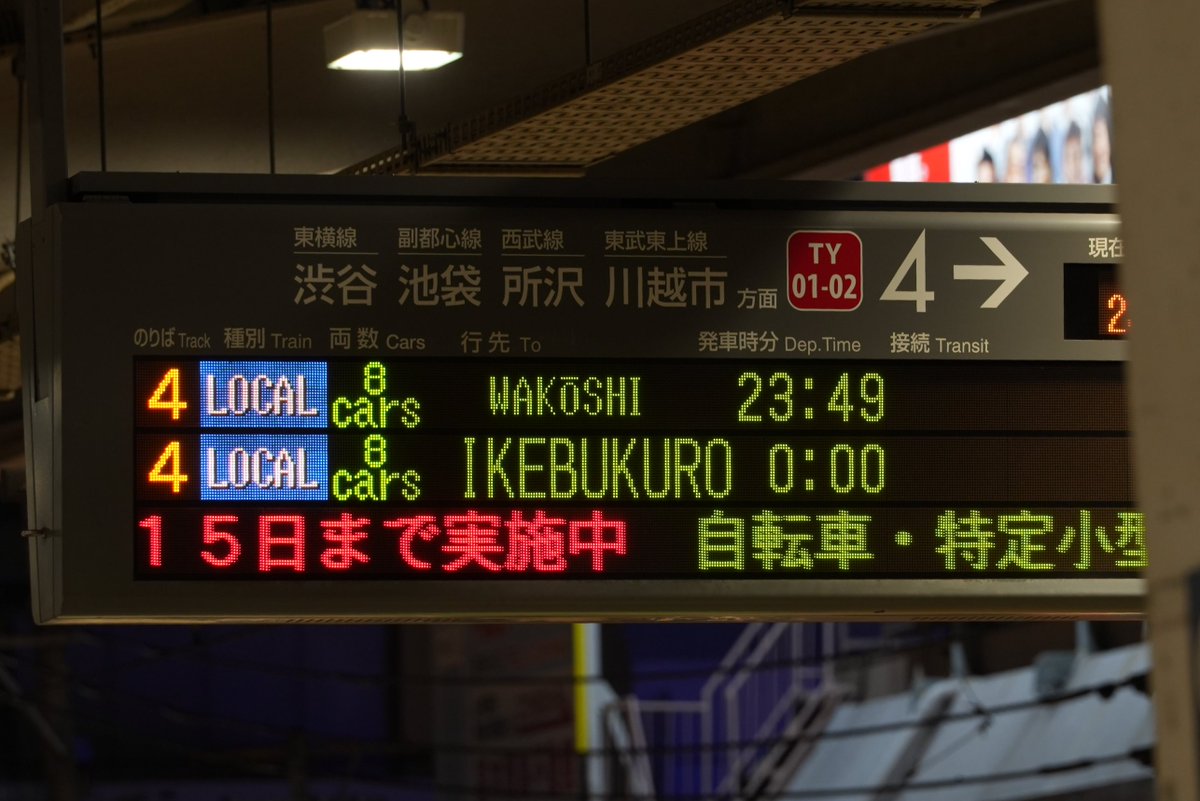 東横線 副都心線 西武線 東武東上線
渋谷 池袋 所沢 川越市 方面 TY 01-02 4 → 現在
のりば Track 種別 Train 両数 Cars 行先 To 発車時分 Dep.Time 接続 Transit
4 LOCAL 8 cars WAKōSHI 23:49
4 LOCAL 8 cars IKEBUKURO 0:00
15日まで実施中 自転車・特定小型